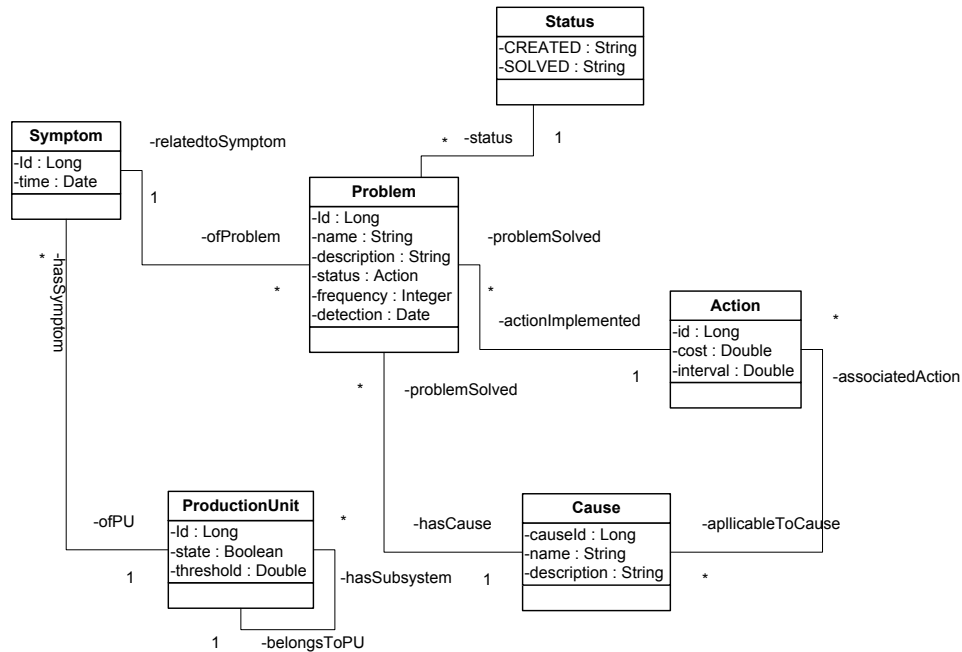 Status
-CREATED : String
-SOLVED : String
Symptom
-Id : Long
-time : Date
-relatedtoSymptom
1
* -status 1
Problem
-Id : Long
-name : String
-description : String
-status : Action
-frequency : Integer
-detection : Date
-ofProblem
*
-problemSolved
*
-actionImplemented
1
Action
-id : Long
-cost : Double
-interval : Double
*
-associatedAction
*
-hasSymptom
*
-problemSolved
ProductionUnit
-Id : Long
-state : Boolean
-threshold : Double
-ofPU
1
*
-hasSubsystem
1
-belongsToPU
-hasCause
1
Cause
-causeId : Long
-name : String
-description : String
-apllicableToCause
*